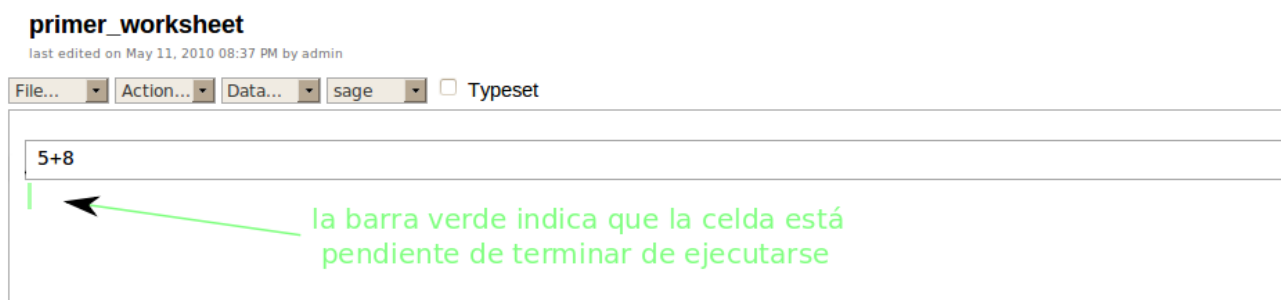 primer_worksheet
last edited on May 11, 2010 08:37 PM by admin
File... Action... Data... sage Typeset
5+8
la barra verde indica que la celda está
pendiente de terminar de ejecutarse